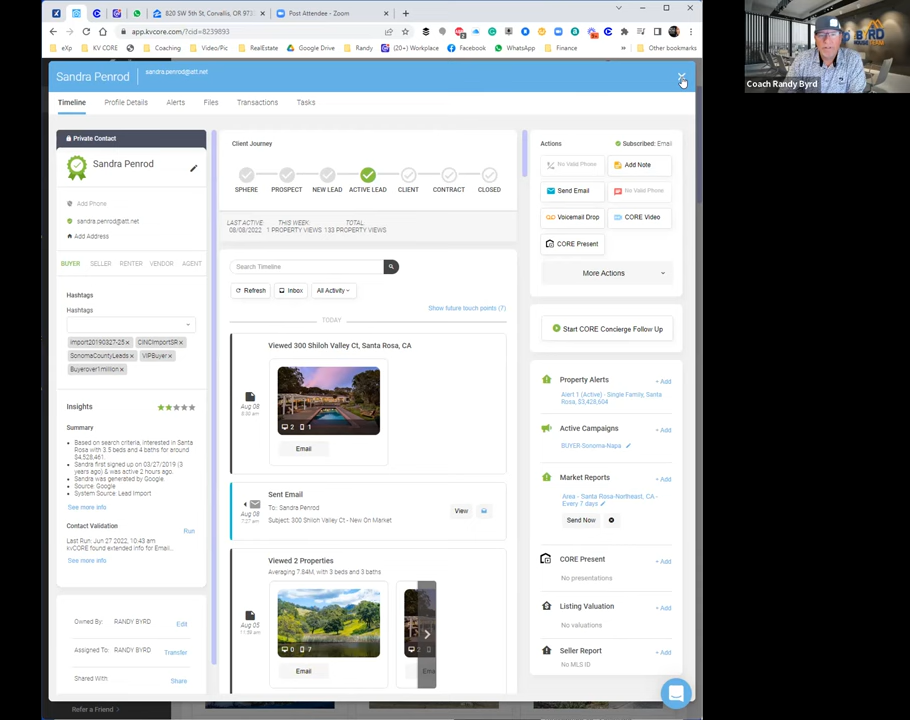 820 SW 5th St, Corvallis, OR 973
Post Attendee - Zoom
app.kvcore.com/?cid=8239893
eXp
KV CORE
Coaching
Video/Pic
RealEstate
Google Drive
Randy
(20+) Workplace
Facebook
WhatsApp
Finance
Other bookmarks
Coach Randy Byrd
Sandra Penrod
sandra.penrod@att.net
Timeline
Profile Details
Alerts
Files
Transactions
Tasks
Private Contact
Sandra Penrod
Add Phone
sandra.penrod@att.net
Add Address
BUYER SELLER RENTER VENDOR AGENT
Hashtags
Hashtags
import20190327-25 x CINCImportSR x
SonomaCountyLeads x VIPBuyer x
Buyerover1million x
Insights
Summary
Based on search criteria, interested in Santa
Rosa with 3.5 beds and 4 baths for around
$4,528,461.
Sandra first signed up on 03/27/2019 (3
years ago) & was active 2 hours ago.
Sandra was generated by Google
Source: Google
System Source: Lead Import
See more info
Contact Validation
Run
Last Run: Jun 27, 2022, 10:43 am
kvCORE found extended info for Email...
See more info
Owned By: RANDY BYRD Edit
Assigned To: RANDY BYRD Transfer
Shared With: Share
Refer a Friend
Client Journey
SPHERE PROSPECT NEW LEAD ACTIVE LEAD CLIENT CONTRACT CLOSED
LAST ACTIVE: THIS WEEK: TOTAL:
08/08/2022 1 PROPERTY VIEWS 133 PROPERTY VIEWS
Search Timeline
Refresh
Inbox
All Activity
Show future touch points (7)
TODAY
Viewed 300 Shiloh Valley Ct, Santa Rosa, CA
Aug 08
2 1
Email
Sent Email
To: Sandra Penrod
Subject: 300 Shiloh Valley Ct - New On Market
Aug 08
7:27 am
View
Viewed 2 Properties
Averaging 7.84M, with 3 beds and 3 baths
Aug 05
11:59 am
0 7
Email
Actions
Subscribed: Email
No Valid Phone
Add Note
Send Email
No Valid Phone
Voicemail Drop
CORE Video
CORE Present
More Actions
Start CORE Concierge Follow Up
Property Alerts
+ Add
Alert 1 (Active) - Single Family, Santa
Rosa, $3,428,604
Active Campaigns
+ Add
BUYER Sonoma-Napa
Market Reports
+ Add
Area - Santa Rosa-Northeast, CA -
Every 7 days
Send Now
CORE Present
+ Add
No presentations
Listing Valuation
+ Add
No valuations
Seller Report
+ Add
No MLS ID